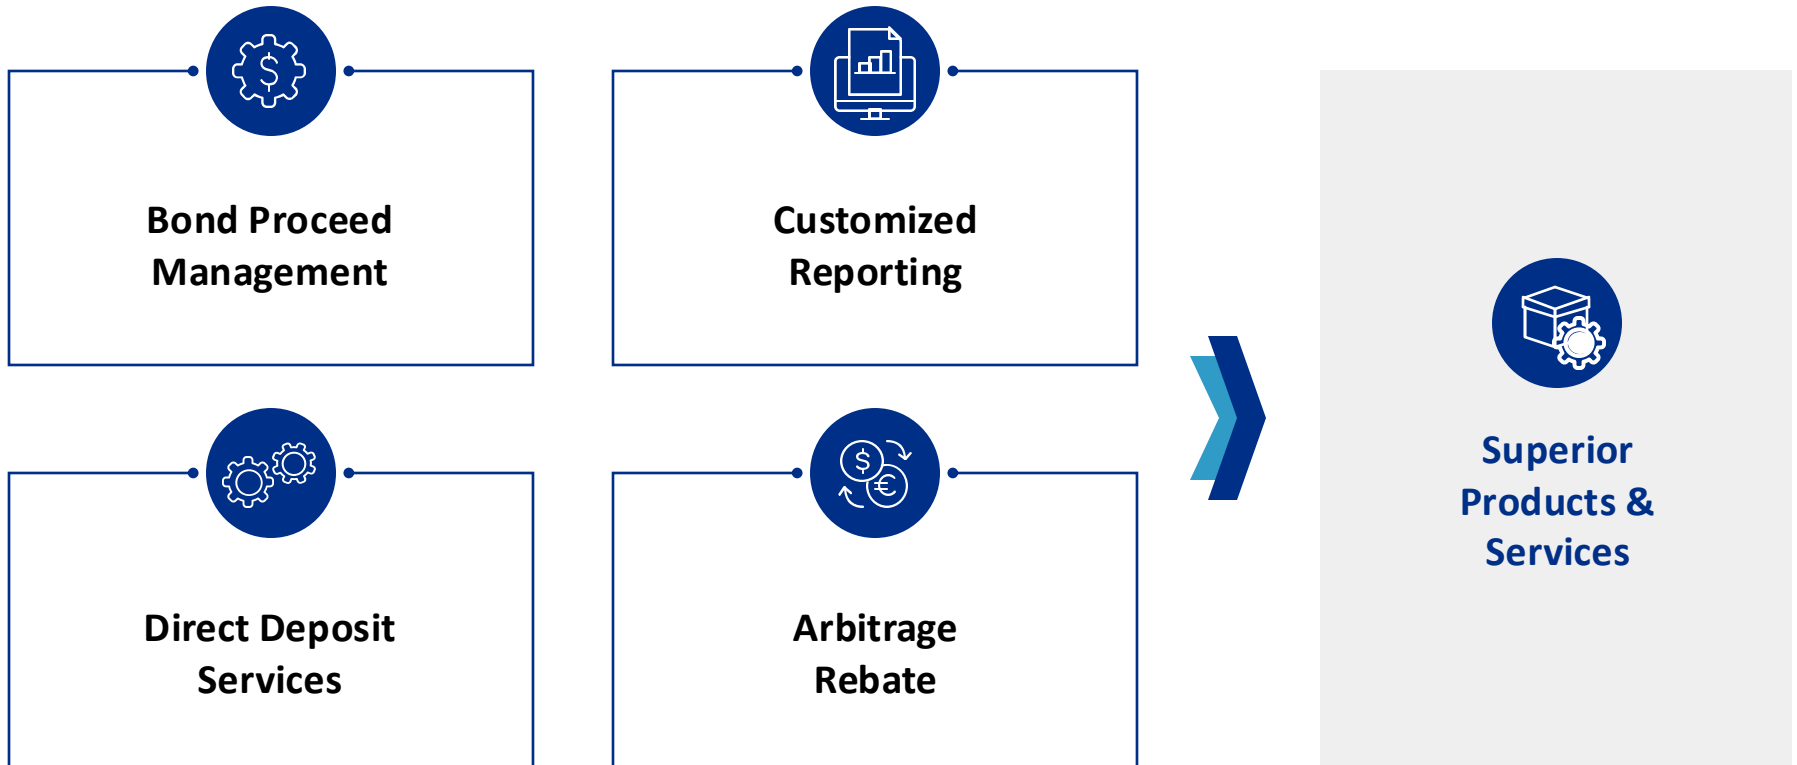 Bond Proceed
Management
Customized
Reporting
Direct Deposit
Services
Arbitrage
Rebate
Superior
Products &
Services